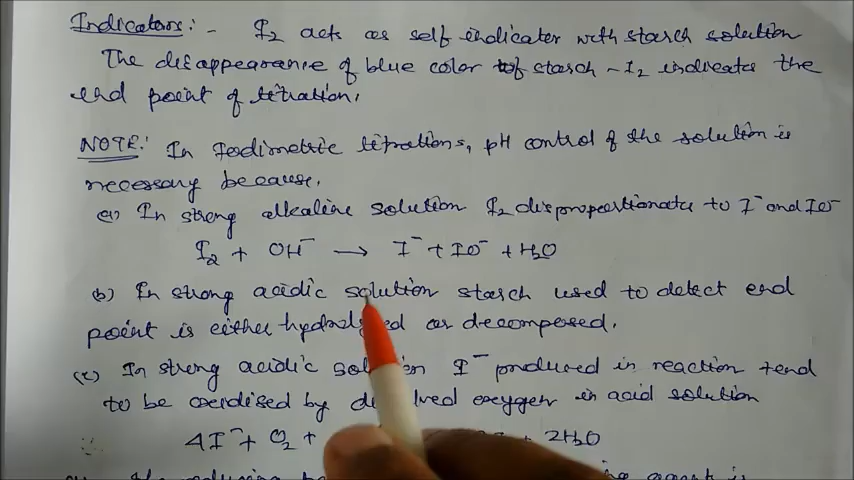 Indicators:- I2 acts as self indicater with starch solution
The disappearance of blue color of starch-I2 indicates the
end point of titration.
NOTE: In Iodimetric titrations, pH control of the solution is
necessary because.
(a) In strong alkaline solution I2 disproportionate to I⁻ and IO⁻
I2 + OH⁻ → I⁻ + IO⁻ + H2O
(b) In strong acidic solution starch used to detect end
point is either hydrolysed or decomposed.
(c) In strong acidic solution I⁻ produced in reaction tend
to be oxidised by dissolved oxygen in acid solution
4I⁻ + O2 + + 2H2O
agent is